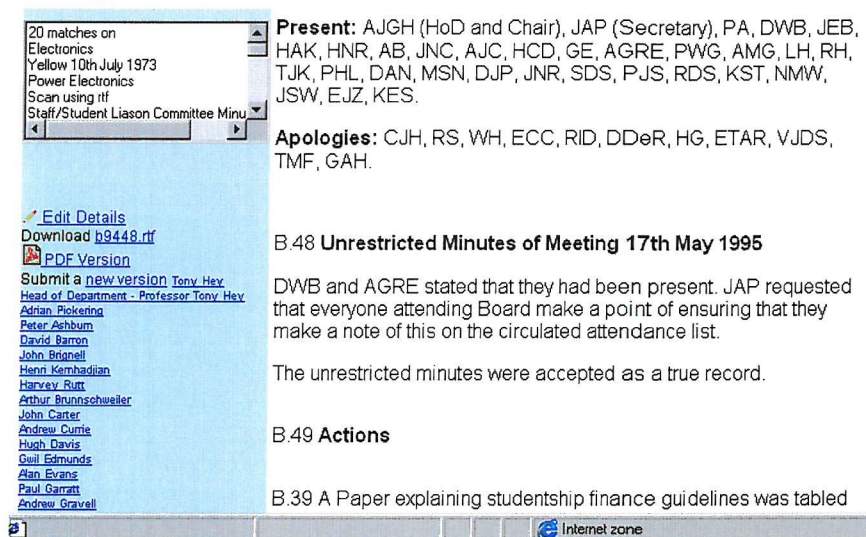 20 matches on
Electronics
Yellow 10th July 1973
Power Electronics
Scan using rtf
Staff/Student Liason Committee Minu
Edit Details
Download b9448.rtf
PDF Version
Submit a new version Tony Hey
Head of Department - Professor Tony Hey
Adrian Pickering
Peter Ashburn
David Barron
John Brignell
Henri Kemhadjian
Harvey Rutt
Arthur Brunnschweiler
John Carter
Andrew Currie
Hugh Davis
Gwil Edmunds
Alan Evans
Paul Garratt
Andrew Gravell
Present: AJGH (HoD and Chair), JAP (Secretary), PA, DWB, JEB,
HAK, HNR, AB, JNC, AJC, HCD, GE, AGRE, PWG, AMG, LH, RH,
TJK, PHL, DAN, MSN, DJP, JNR, SDS, PJS, RDS, KST, NMW,
JSW, EJZ, KES.
Apologies: CJH, RS, WH, ECC, RID, DDeR, HG, ETAR, VJDS,
TMF, GAH.
B.48 Unrestricted Minutes of Meeting 17th May 1995
DWB and AGRE stated that they had been present. JAP requested
that everyone attending Board make a point of ensuring that they
make a note of this on the circulated attendance list.
The unrestricted minutes were accepted as a true record.
B.49 Actions
B.39 A Paper explaining studentship finance guidelines was tabled
Internet zone